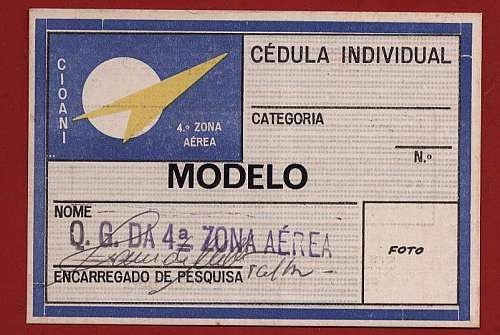 CIOANI
4.º ZONA
AÉREA
CÉDULA INDIVIDUAL
CATEGORIA
N.º
MODELO
NOME
Q. G. DA 4ª ZONA AÉREA
ENCARREGADO DE PESQUISA
FOTO